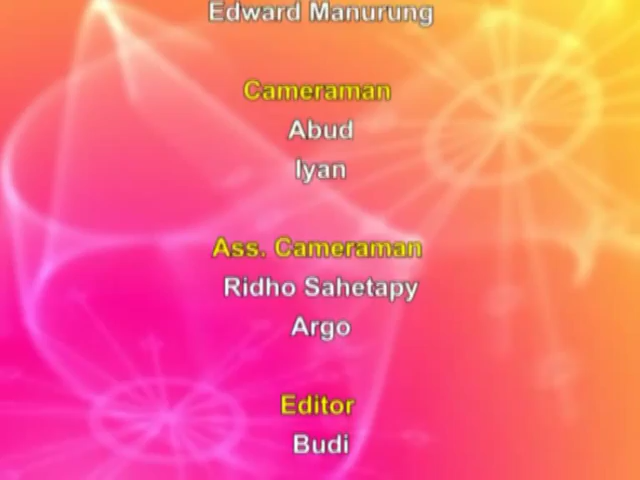 Edward Manurung
Cameraman
Abud
Iyan
Ass. Cameraman
Ridho Sahetapy
Argo
Editor
Budi